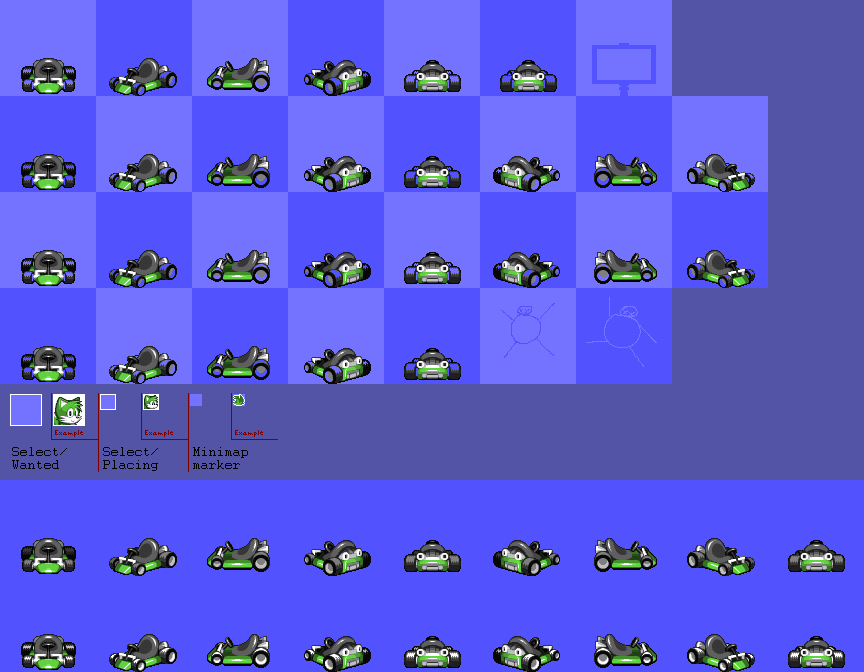 Example
Example
Example
Select/
Wanted
Select/
Placing
Minimap
marker